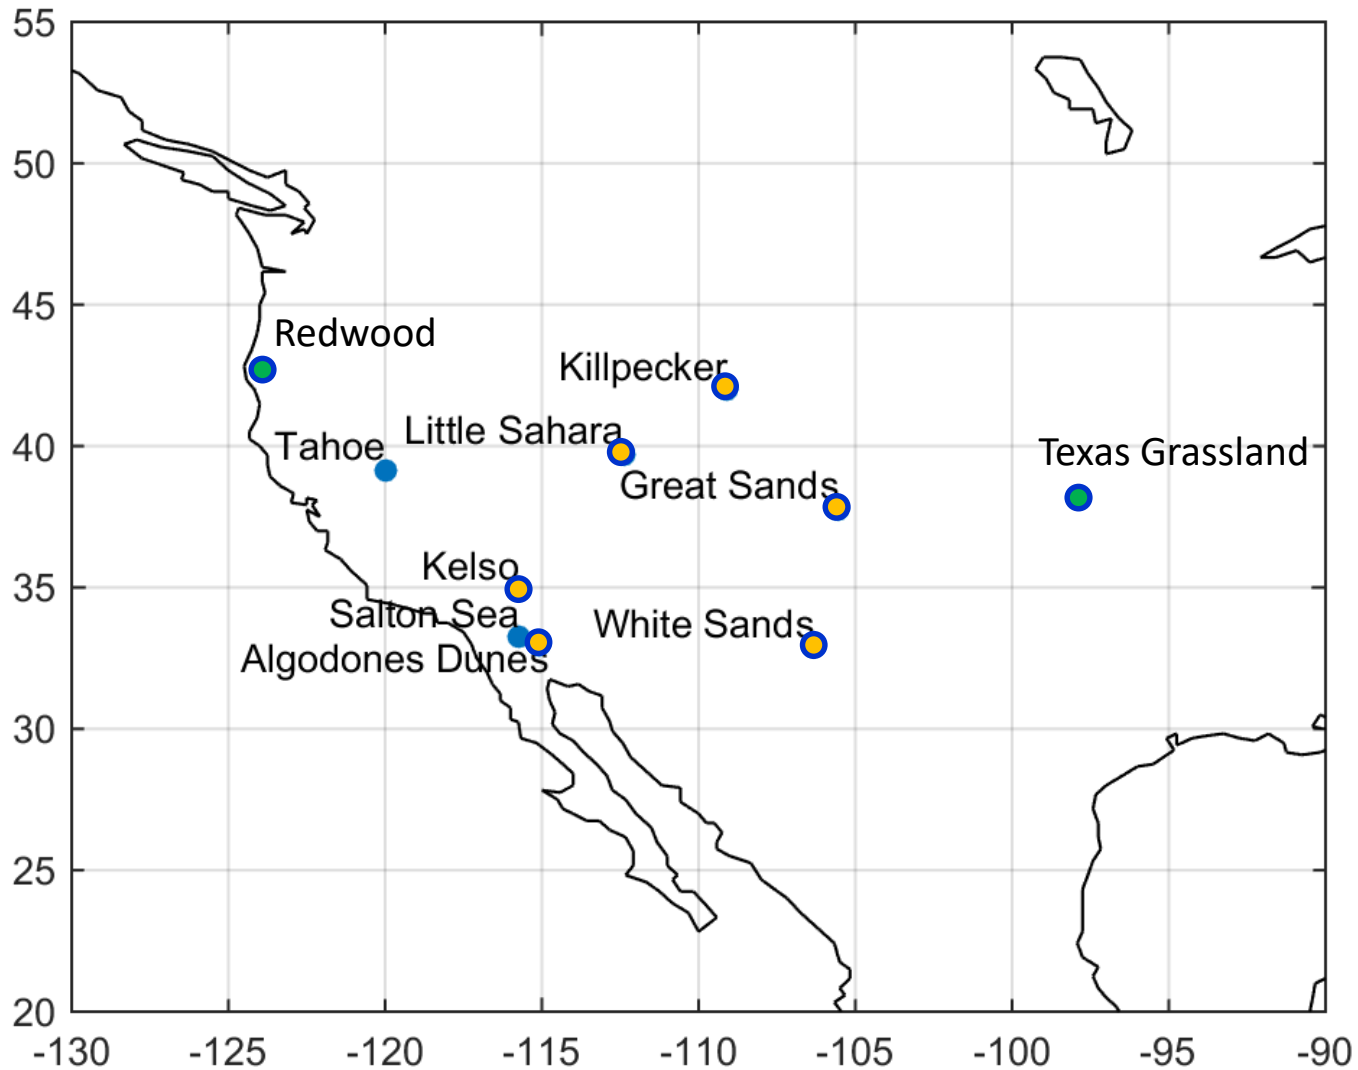 55
50
45
40
35
30
25
20
Redwood
Killpecker
Little Sahara
Tahoe
Texas Grassland
Great Sands
Kelso
Salton Sea
White Sands
Algodones Dunes
-130 -125 -120 -115 -110 -105 -100 -95 -90